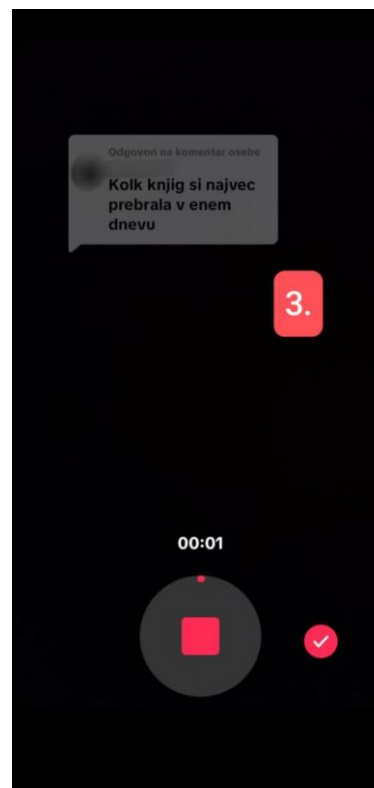 Odgovori na komentar osebe
Kolk knjig si najvec
prebrala v enem
dnevu
3.
00:01